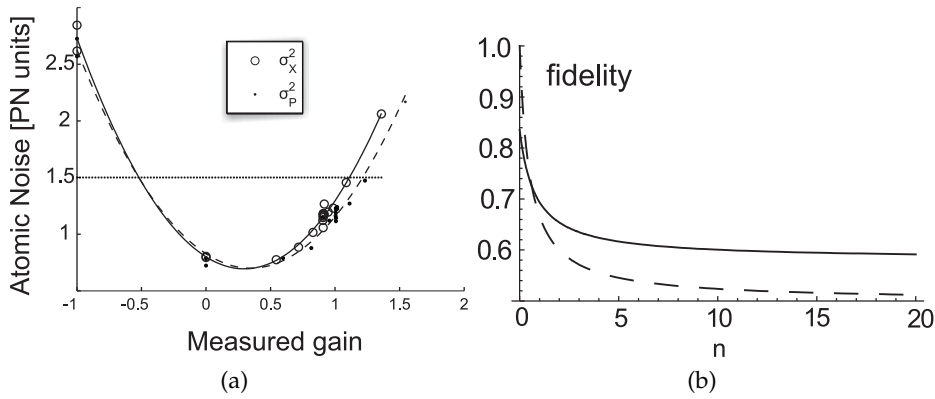 Atomic Noise [PN units]
2.5
2
1.5
1
σ²X
σ²P
-1
-0.5
0
0.5
1
1.5
2
Measured gain
(a)
1.0
0.9
0.8
0.7
0.6
fidelity
0
5
10
15
20
n
(b)